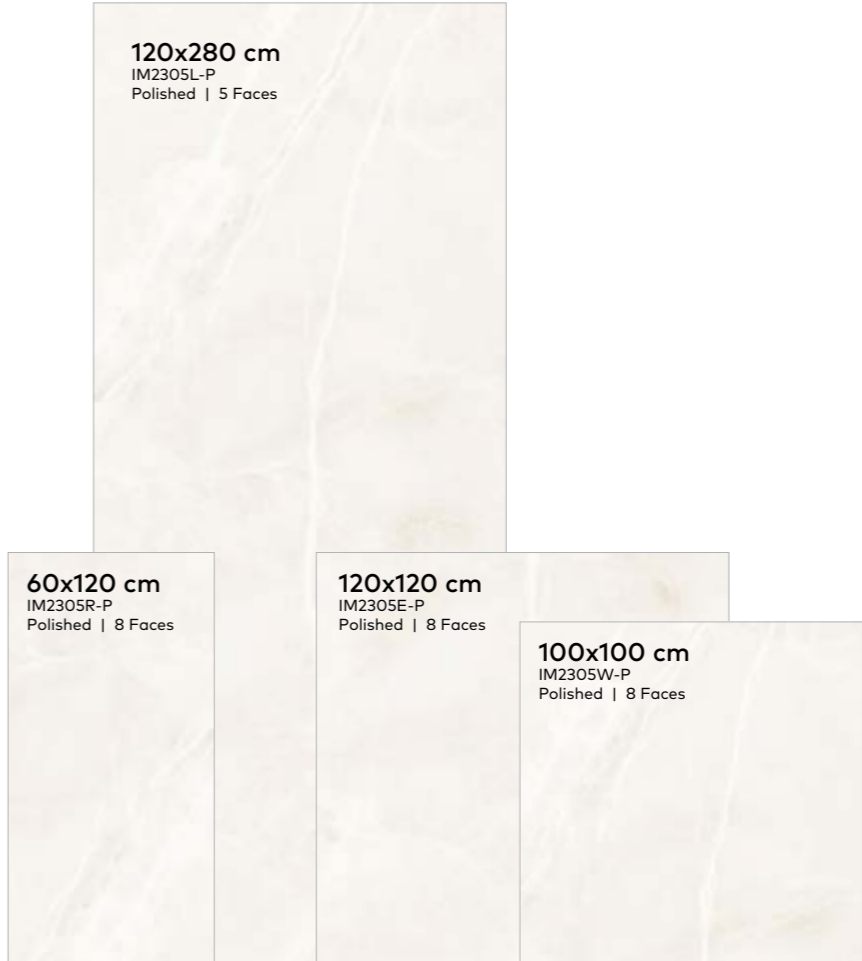 120x280 cm
IM2305L-P
Polished | 5 Faces
60x120 cm
IM2305R-P
Polished | 8 Faces
120x120 cm
IM2305E-P
Polished | 8 Faces
100x100 cm
IM2305W-P
Polished | 8 Faces